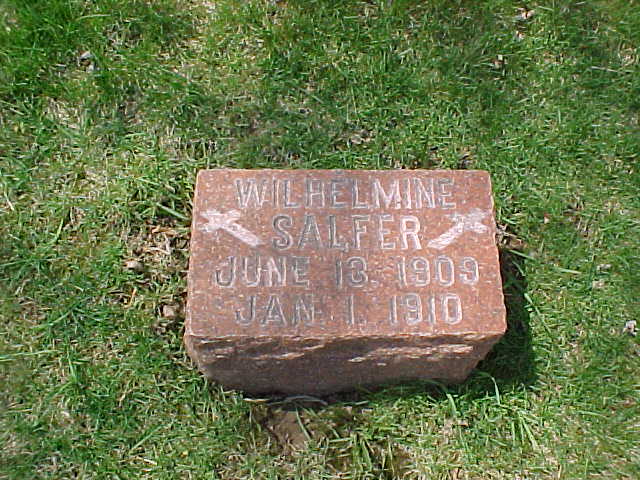 WILHELMINE
SALFER
JUNE 13. 1909
JAN. 1. 1910